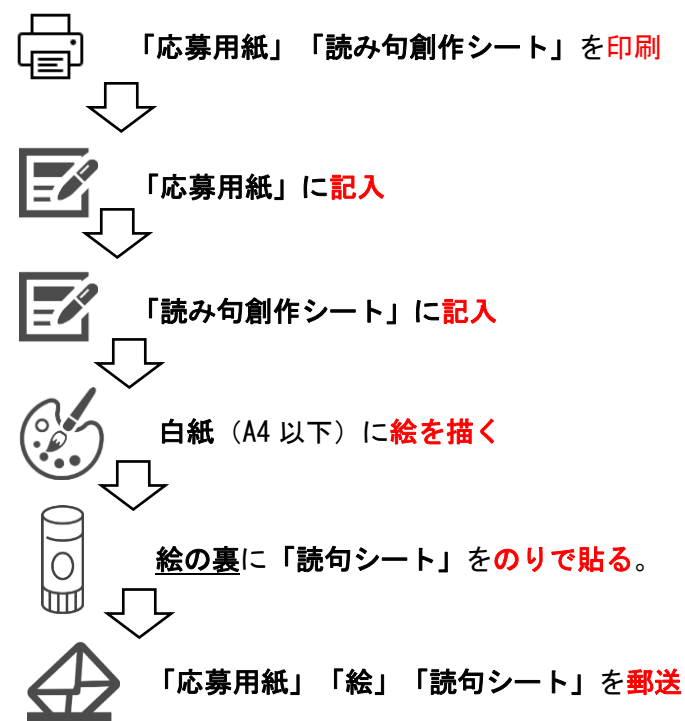 「応募用紙」「読み句創作シート」を印刷
「応募用紙」に記入
「読み句創作シート」に記入
白紙（A4 以下）に絵を描く
絵の裏に「読句シート」をのりで貼る。
「応募用紙」「絵」「読句シート」を郵送